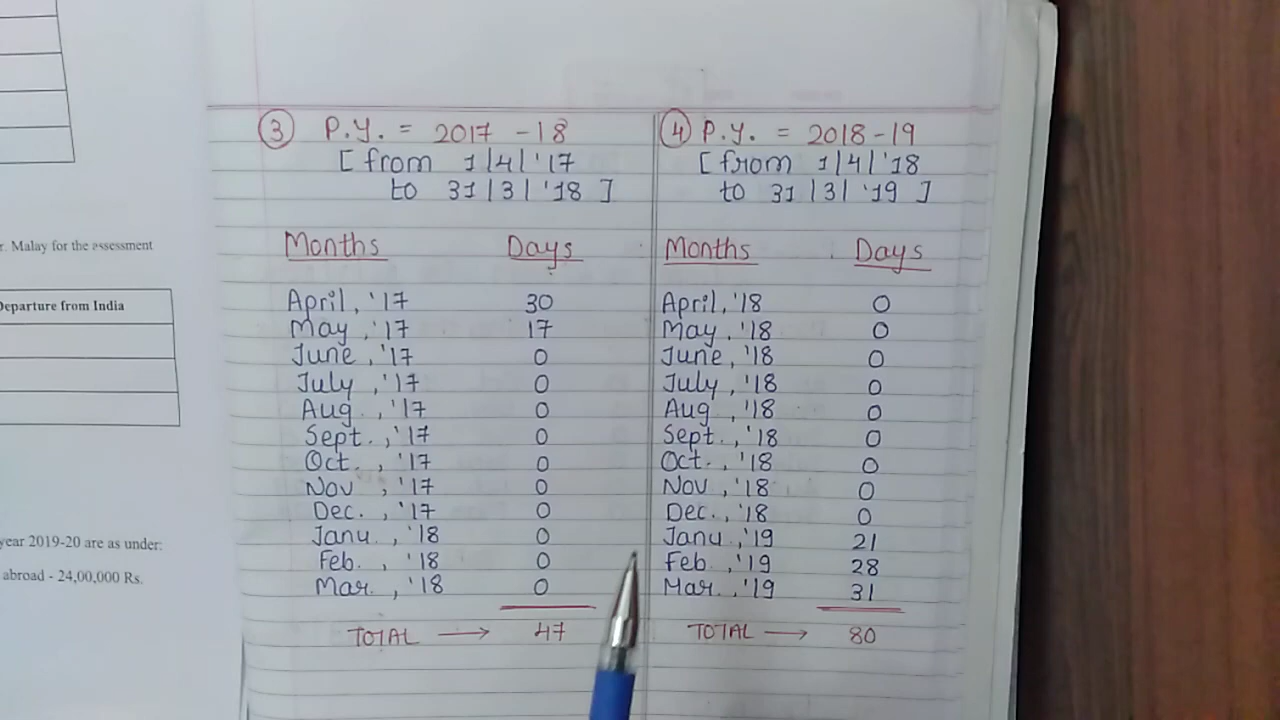 r. Malay for the assessment
Departure from India
year 2019-20 are as under:
abroad - 24,00,000 Rs.
3 P.Y. = 2017 - 18
[ from 1/4/'17
to 31/3/'18 ]
Months Days
April, '17 30
May, '17 17
June, '17 0
July, '17 0
Aug., '17 0
Sept., '17 0
Oct., '17 0
Nov, '17 0
Dec., '17 0
Janu., '18 0
Feb., '18 0
Mar., '18 0
TOTAL → 47
4 P.Y. = 2018-19
[ from 1/4/'18
to 31/3/'19 ]
Months Days
April, '18 0
May, '18 0
June, '18 0
July, '18 0
Aug, '18 0
Sept., '18 0
Oct., '18 0
Nov, '18 0
Dec., '18 0
Janu., '19 21
Feb., '19 28
Mar., '19 31
TOTAL → 80